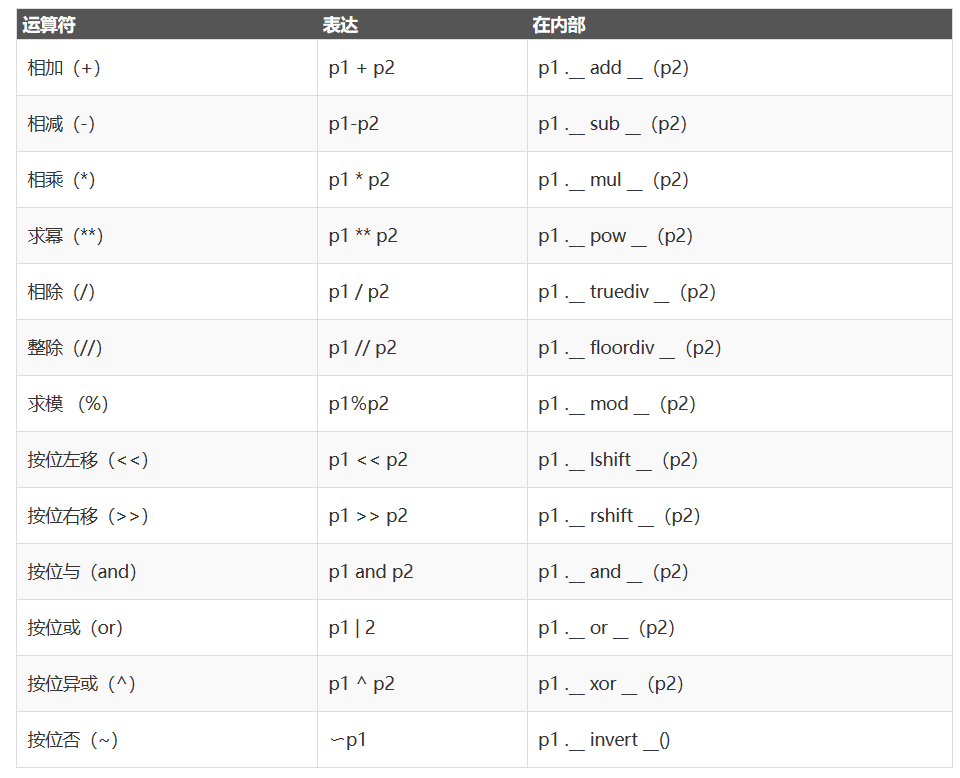 运算符 表达 在内部
相加（+） p1 + p2 p1 .__ add __（p2）
相减（-） p1-p2 p1 .__ sub __（p2）
相乘（*） p1 * p2 p1 .__ mul __（p2）
求幂（**） p1 ** p2 p1 .__ pow __（p2）
相除（/） p1 / p2 p1 .__ truediv __（p2）
整除（//） p1 // p2 p1 .__ floordiv __（p2）
求模 （%） p1%p2 p1 .__ mod __（p2）
按位左移（<<） p1 << p2 p1 .__ lshift __（p2）
按位右移（>>） p1 >> p2 p1 .__ rshift __（p2）
按位与（and） p1 and p2 p1 .__ and __（p2）
按位或（or） p1 | 2 p1 .__ or __（p2）
按位异或（^） p1 ^ p2 p1 .__ xor __（p2）
按位否（~） 〜p1 p1 .__ invert __()